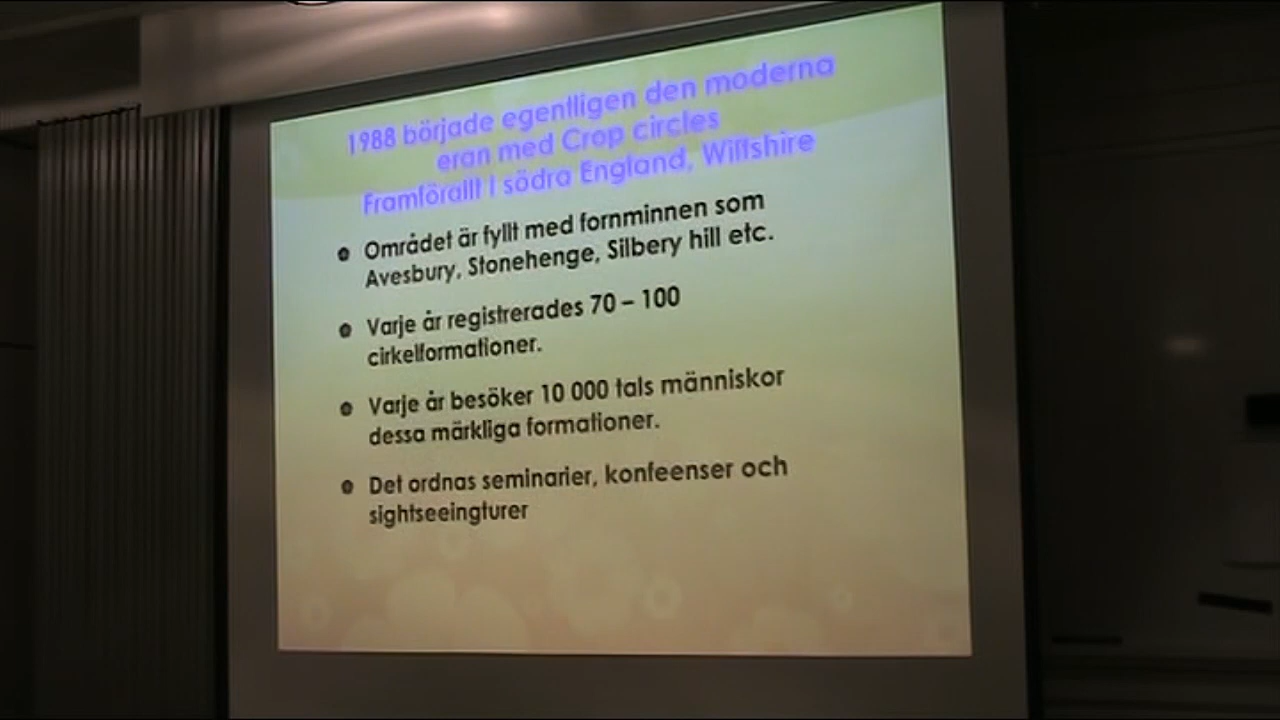 1988 började egentligen den moderna
eran med Crop circles
Framförallt I södra England, Wiltshire
Området är fyllt med fornminnen som
Avesbury, Stonehenge, Silbery hill etc.
Varje år registrerades 70 – 100
cirkelformationer.
Varje år besöker 10 000 tals människor
dessa märkliga formationer.
Det ordnas seminarier, konfeenser och
sightseeingturer